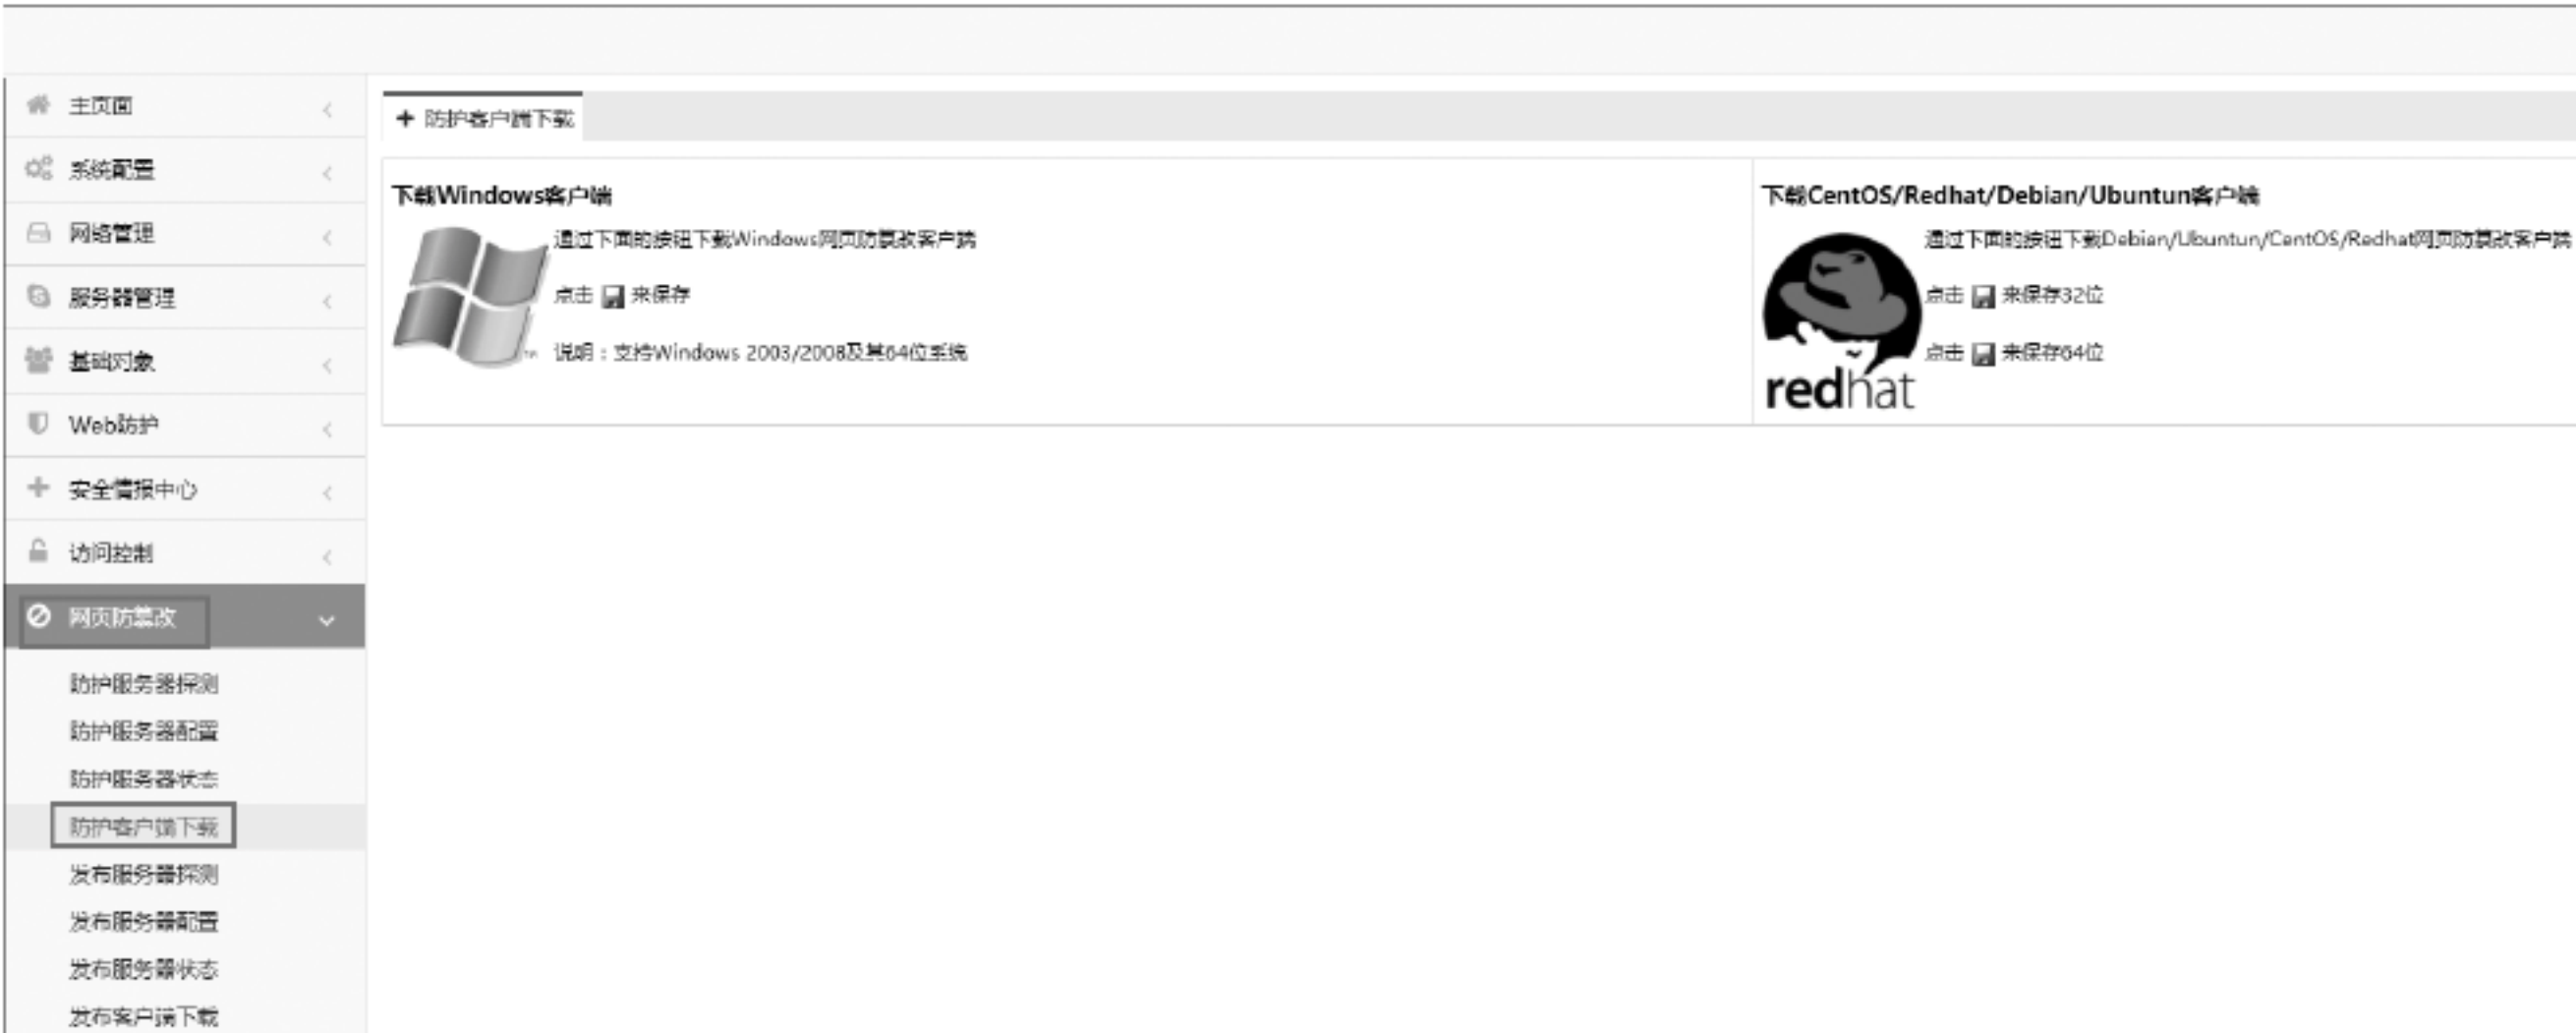 主页面
系统配置
网络管理
服务器管理
基础对象
Web防护
安全情报中心
访问控制
网页防篡改
防护服务器探测
防护服务器配置
防护服务器状态
防护客户端下载
发布服务器探测
发布服务器配置
发布服务器状态
发布客户端下载
防护客户端下载
下载Windows客户端
通过下面的按钮下载Windows网页防篡改客户端
点击 来保存
说明：支持Windows 2003/2008及其64位系统
下载CentOS/Redhat/Debian/Ubuntun客户端
通过下面的按钮下载Debian/Ubuntun/CentOS/Redhat网页防篡改客户端
点击 来保存32位
点击 来保存64位
redhat